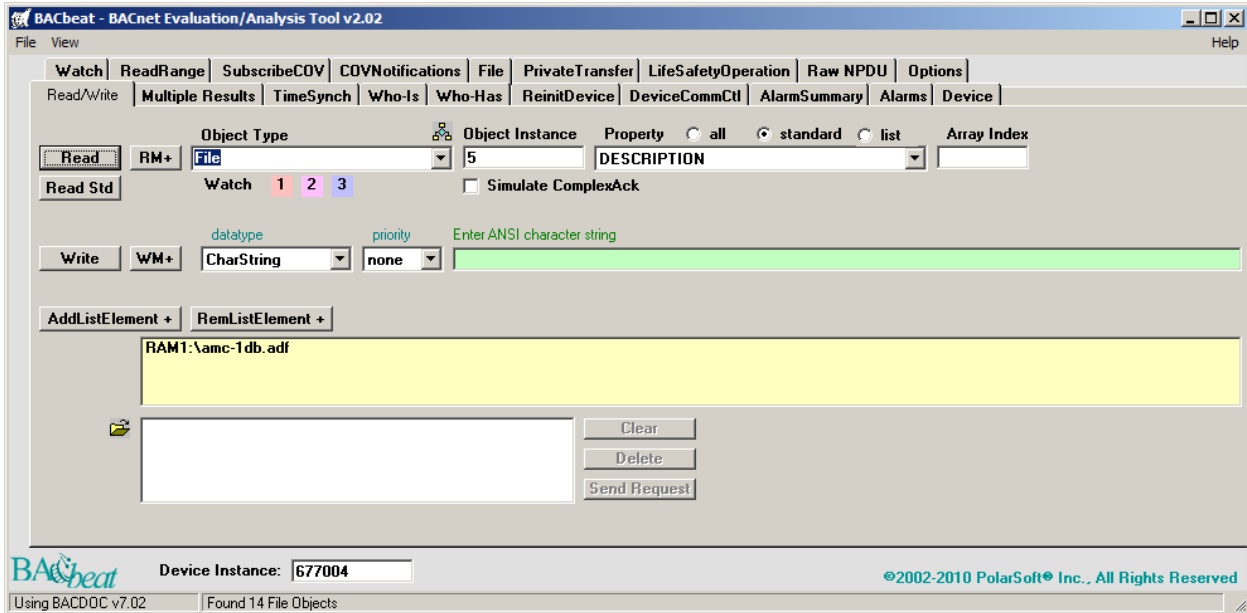 BACbeat - BACnet Evaluation/Analysis Tool v2.02
File View Help
Watch ReadRange SubscribeCOV COVNotifications File PrivateTransfer LifeSafetyOperation Raw NPDU Options
Read/Write Multiple Results TimeSynch Who-Is Who-Has ReinitDevice DeviceCommCtl AlarmSummary Alarms Device
Object Type Object Instance Property all standard list Array Index
Read RM+ File 5 DESCRIPTION
Read Std Watch 1 2 3 Simulate ComplexAck
datatype priority Enter ANSI character string
Write WM+ CharString none
AddListElement + RemListElement +
RAM1:\amc-1db.adf
Clear
Delete
Send Request
BACbeat Device Instance: 677004 ©2002-2010 PolarSoft® Inc., All Rights Reserved
Using BACDOC v7.02 Found 14 File Objects